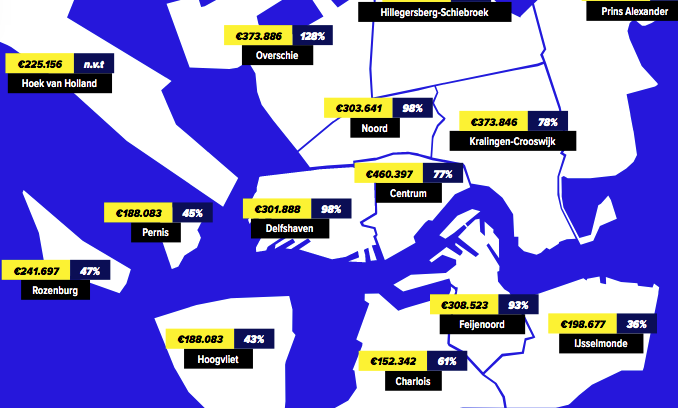 Hillegersberg-Schiebroek
Prins Alexander
€373.886 128%
Overschie
€225.156 n.v.t
Hoek van Holland
€303.641 98%
Noord
€373.846 78%
Kralingen-Crooswijk
€460.397 77%
Centrum
€188.083 45%
Pernis
€301.888 98%
Delfshaven
€241.697 47%
Rozenburg
€308.523 93%
Feijenoord
€198.677 36%
IJsselmonde
€188.083 43%
Hoogvliet
€152.342 61%
Charlois